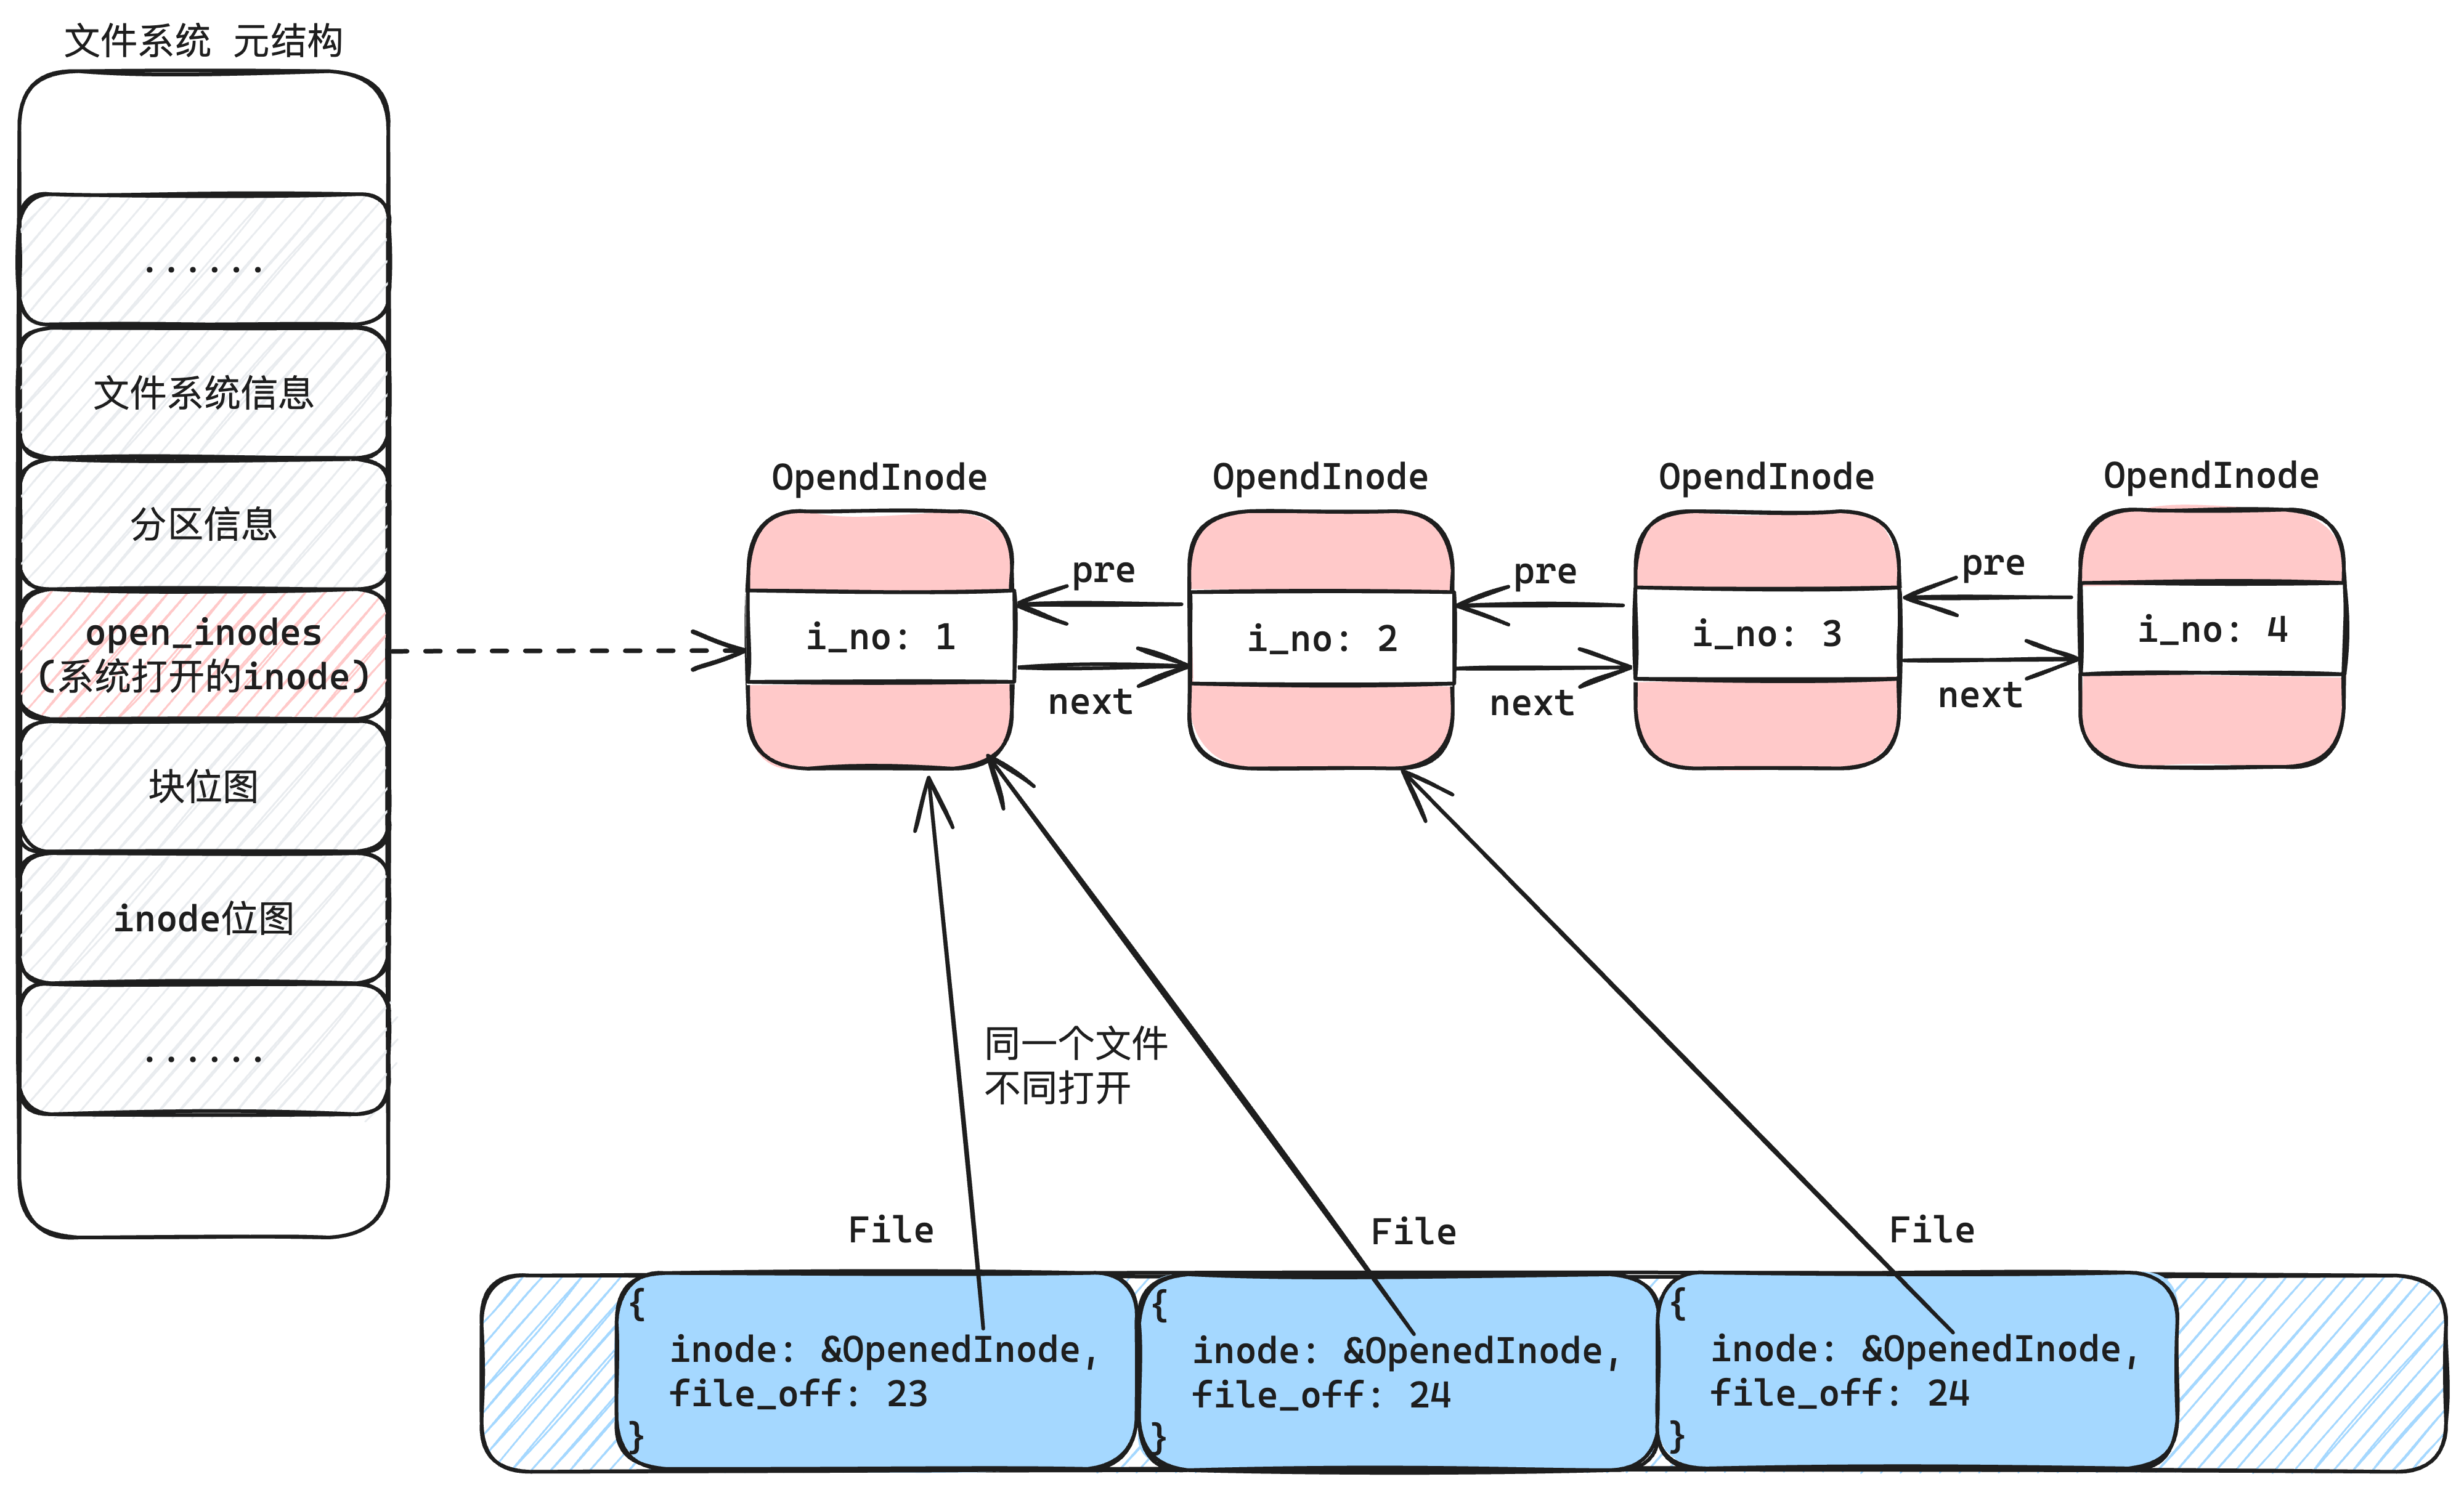 文件系统 元结构
......
文件系统信息
分区信息
open_inodes
(系统打开的inode)
块位图
inode位图
......
OpendInode
OpendInode
OpendInode
OpendInode
pre
pre
pre
i_no: 1
i_no: 2
i_no: 3
i_no: 4
next
next
next
同一个文件
不同打开
File
File
File
{
inode: &OpenedInode,
file_off: 23
}
{
inode: &OpenedInode,
file_off: 24
}
{
inode: &OpenedInode,
file_off: 24
}